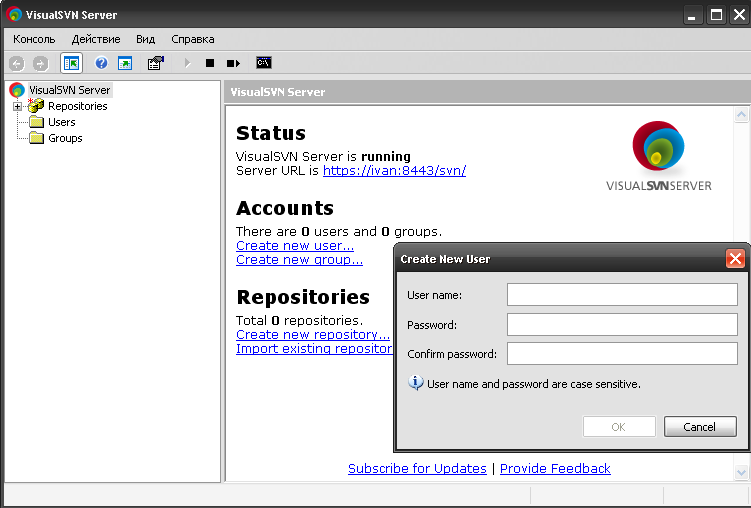 VisualSVN Server
Консоль Действие Вид Справка
C:\
VisualSVN Server
Repositories
Users
Groups
VisualSVN Server
Status
VisualSVN Server is running
Server URL is https://ivan:8443/svn/
VISUALSVNSERVER
Accounts
There are 0 users and 0 groups.
Create new user...
Create new group...
Repositories
Total 0 repositories.
Create new repository...
Import existing repositor
Create New User
User name:
Password:
Confirm password:
User name and password are case sensitive.
OK Cancel
Subscribe for Updates | Provide Feedback